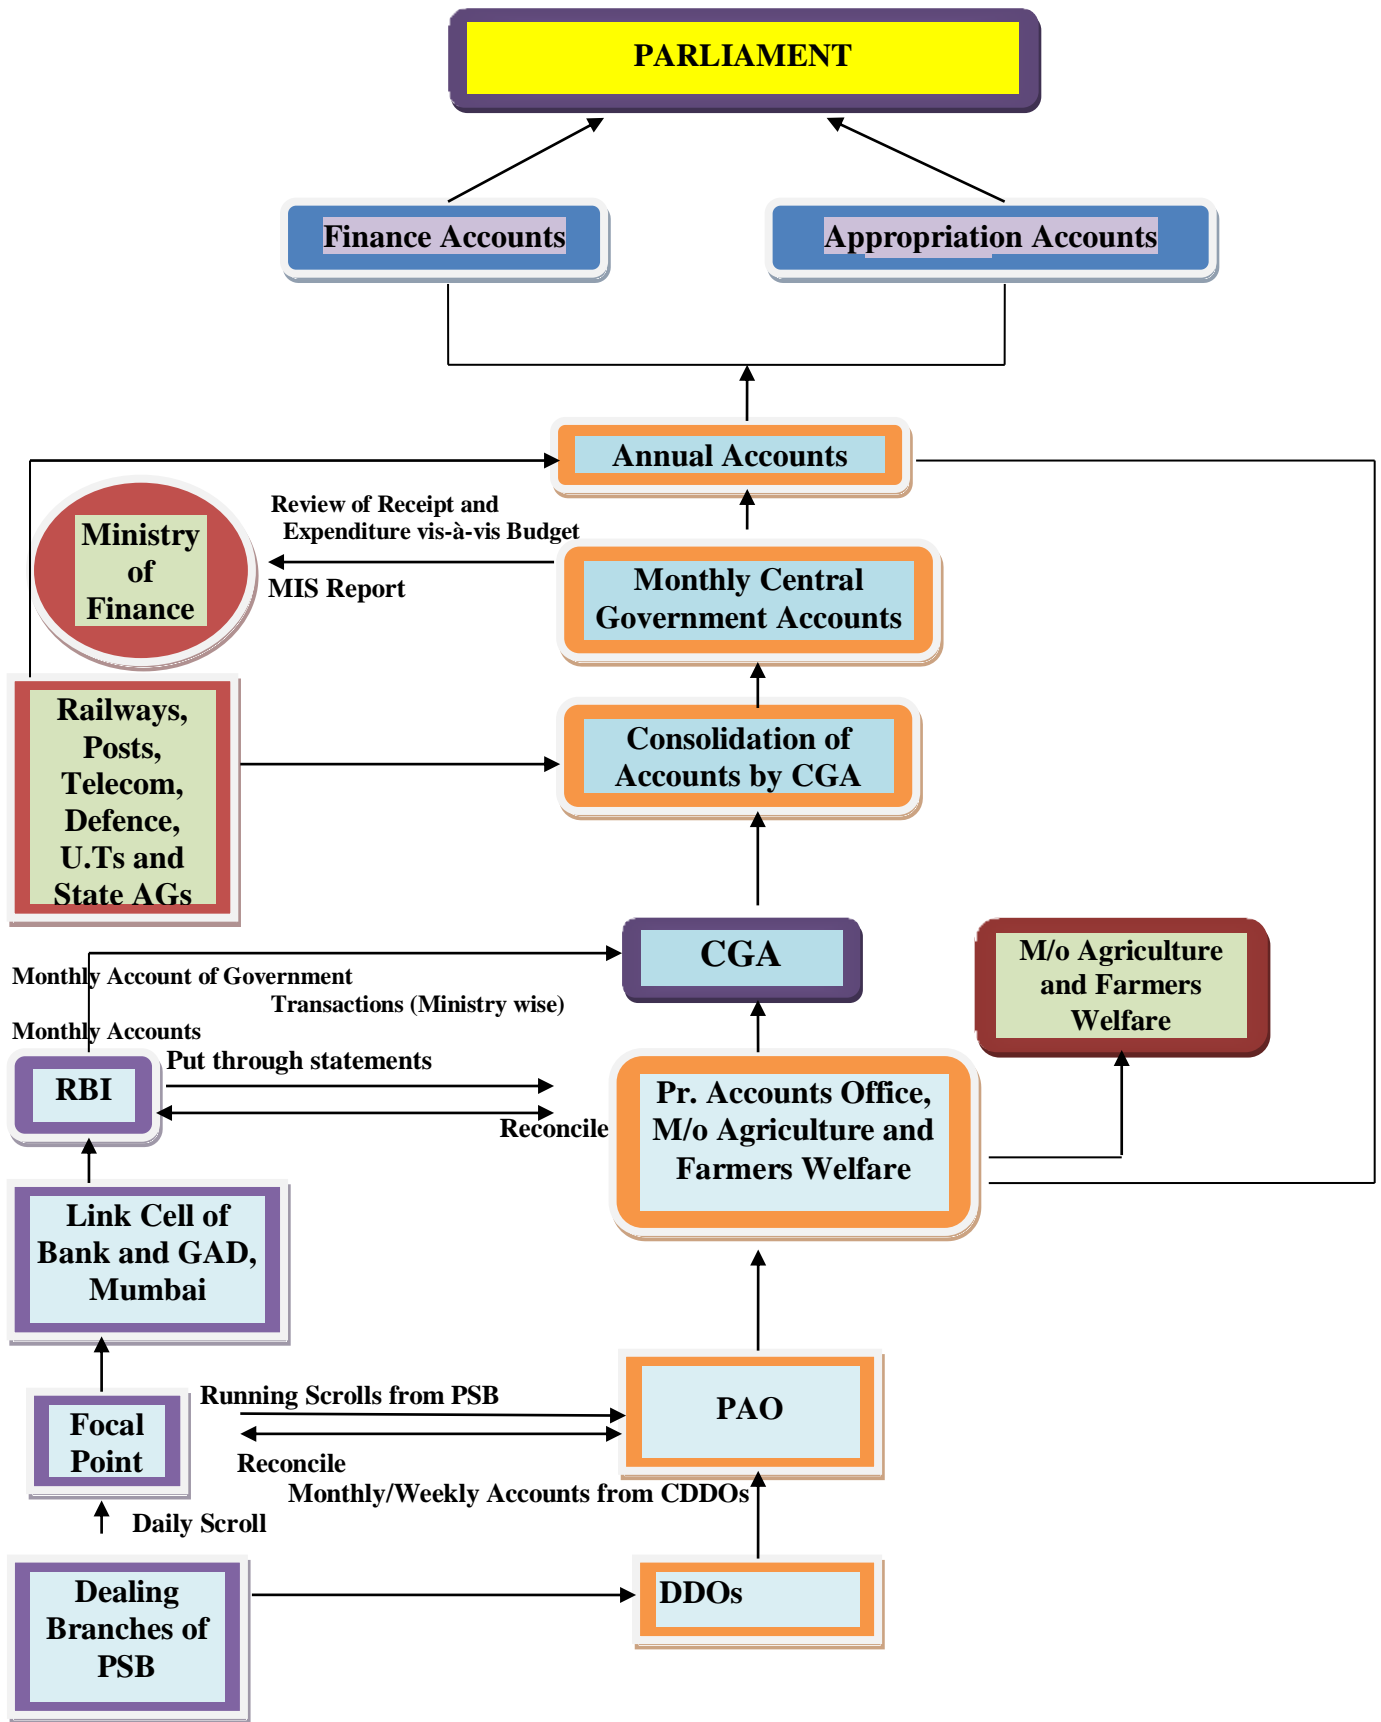 PARLIAMENT
Finance Accounts
Appropriation Accounts
Annual Accounts
Review of Receipt and
Expenditure vis-à-vis Budget
MIS Report
Ministry
of
Finance
Monthly Central
Government Accounts
Railways,
Posts,
Telecom,
Defence,
U.Ts and
State AGs
Consolidation of
Accounts by CGA
CGA
M/o Agriculture
and Farmers
Welfare
Monthly Account of Government
Transactions (Ministry wise)
Monthly Accounts
Put through statements
RBI
Reconcile
Pr. Accounts Office,
M/o Agriculture and
Farmers Welfare
Link Cell of
Bank and GAD,
Mumbai
Running Scrolls from PSB
PAO
Focal
Point
Reconcile
Monthly/Weekly Accounts from CDDOs
Daily Scroll
Dealing
Branches of
PSB
DDOs